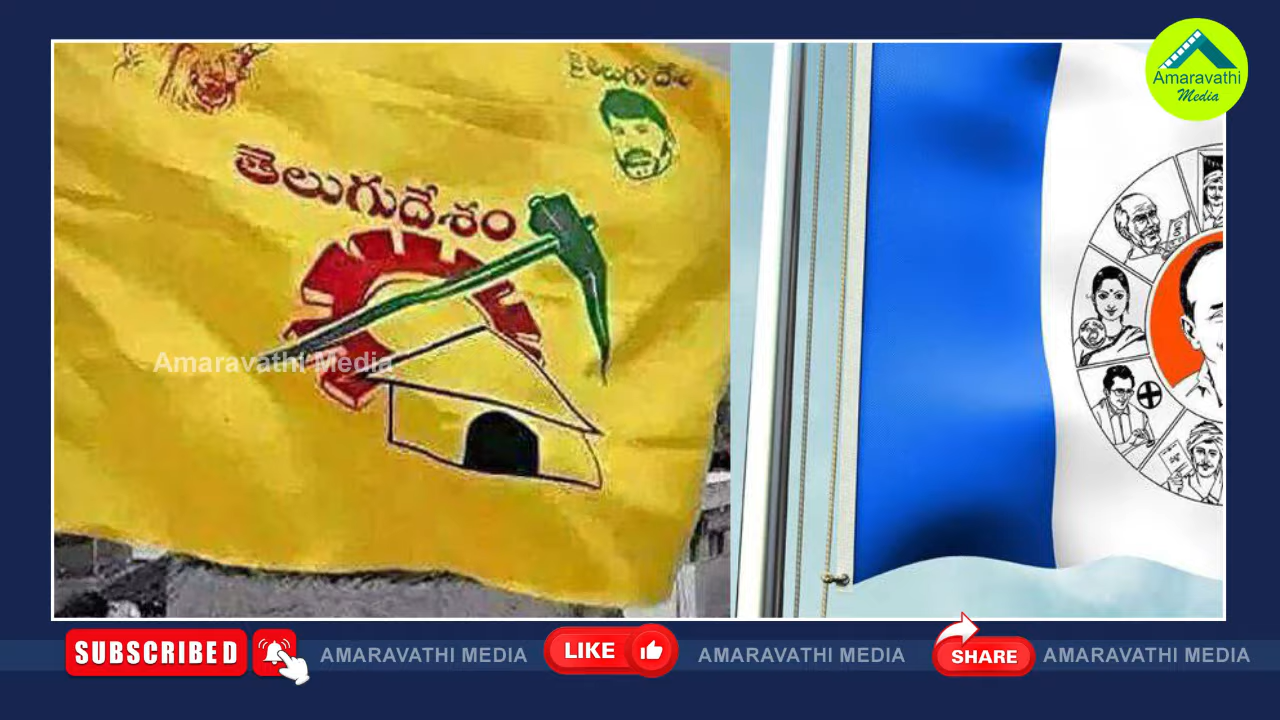 Amaravathi
Media
జై తెలుగు దేశం
తెలుగుదేశం
Amaravathi Media
SUBSCRIBED
AMARAVATHI MEDIA
LIKE
AMARAVATHI MEDIA
SHARE
AMARAVATHI MEDIA